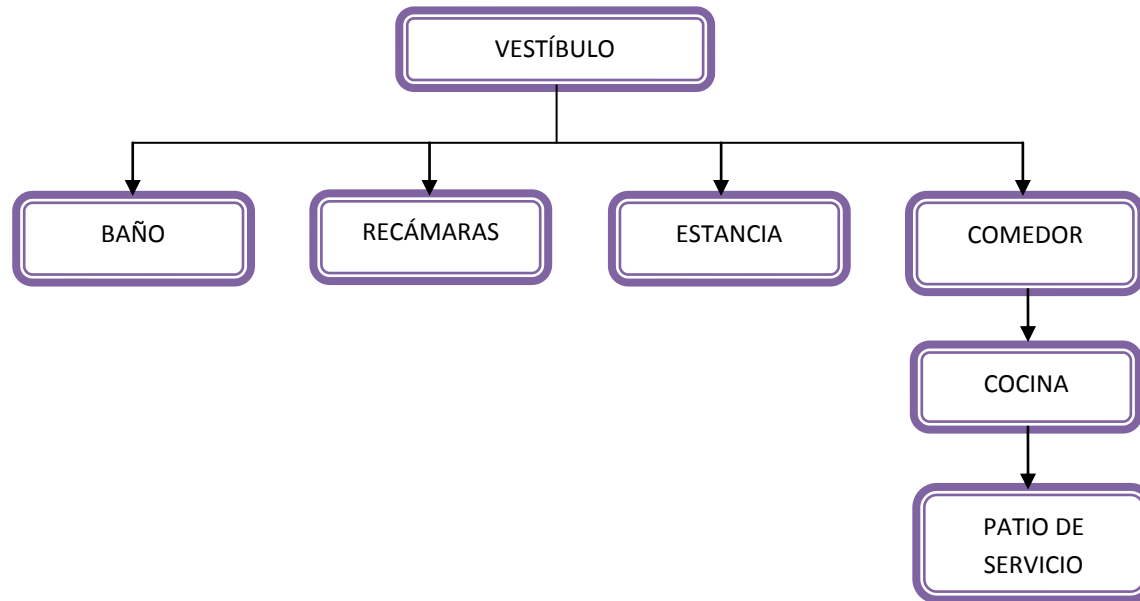 VESTÍBULO
BAÑO
RECÁMARAS
ESTANCIA
COMEDOR
COCINA
PATIO DE
SERVICIO